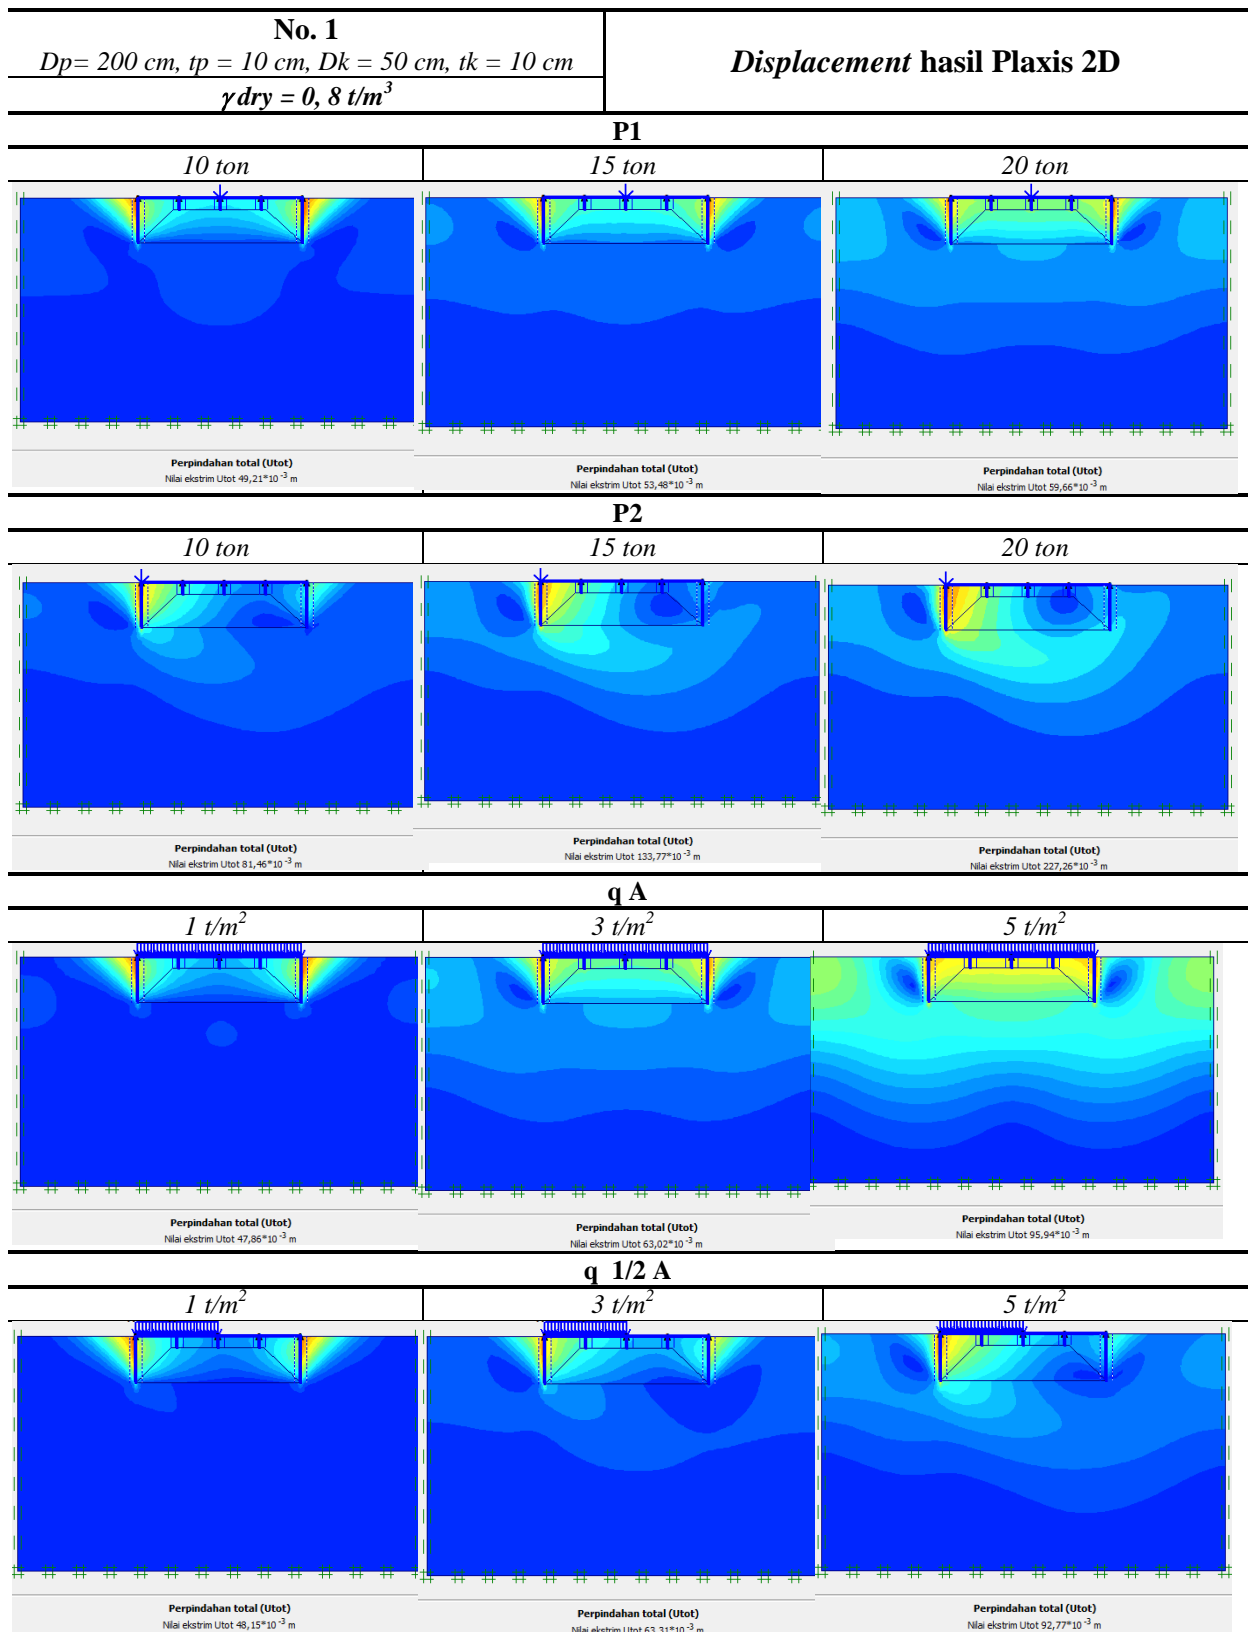 No. 1
Dp= 200 cm, tp = 10 cm, Dk = 50 cm, tk = 10 cm
γ dry = 0, 8 t/m³
Displacement hasil Plaxis 2D
P1
10 ton 15 ton 20 ton
Perpindahan total (Utot)
Nilai ekstrim Utot 49,21*10⁻³ m
Perpindahan total (Utot)
Nilai ekstrim Utot 53,48*10⁻³ m
Perpindahan total (Utot)
Nilai ekstrim Utot 59,66*10⁻³ m
P2
10 ton 15 ton 20 ton
Perpindahan total (Utot)
Nilai ekstrim Utot 81,46*10⁻³ m
Perpindahan total (Utot)
Nilai ekstrim Utot 133,77*10⁻³ m
Perpindahan total (Utot)
Nilai ekstrim Utot 227,26*10⁻³ m
q A
1 t/m² 3 t/m² 5 t/m²
Perpindahan total (Utot)
Nilai ekstrim Utot 47,86*10⁻³ m
Perpindahan total (Utot)
Nilai ekstrim Utot 63,02*10⁻³ m
Perpindahan total (Utot)
Nilai ekstrim Utot 95,94*10⁻³ m
q 1/2 A
1 t/m² 3 t/m² 5 t/m²
Perpindahan total (Utot)
Nilai ekstrim Utot 48,15*10⁻³ m
Perpindahan total (Utot)
Nilai ekstrim Utot 63,31*10⁻³ m
Perpindahan total (Utot)
Nilai ekstrim Utot 92,77*10⁻³ m